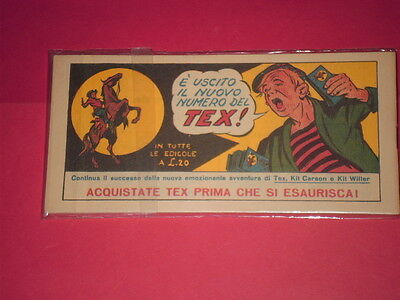 È USCITO
IL NUOVO
NUMERO DEL
TEX!
IN TUTTE
LE EDICOLE
A £.20
Continua il successo della nuova emozionante avventura di Tex, Kit Carson e Kit Willer
ACQUISTATE TEX PRIMA CHE SI ESAURISCA!